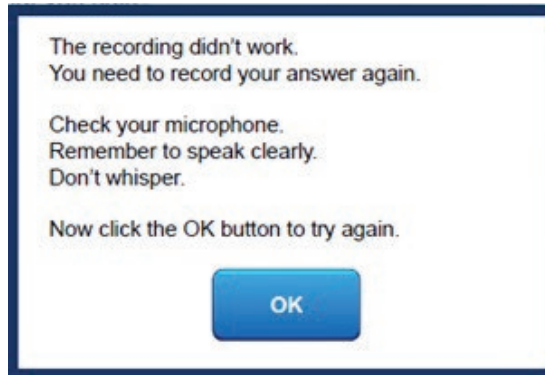 The recording didn't work.
You need to record your answer again.
Check your microphone.
Remember to speak clearly.
Don't whisper.
Now click the OK button to try again.
OK